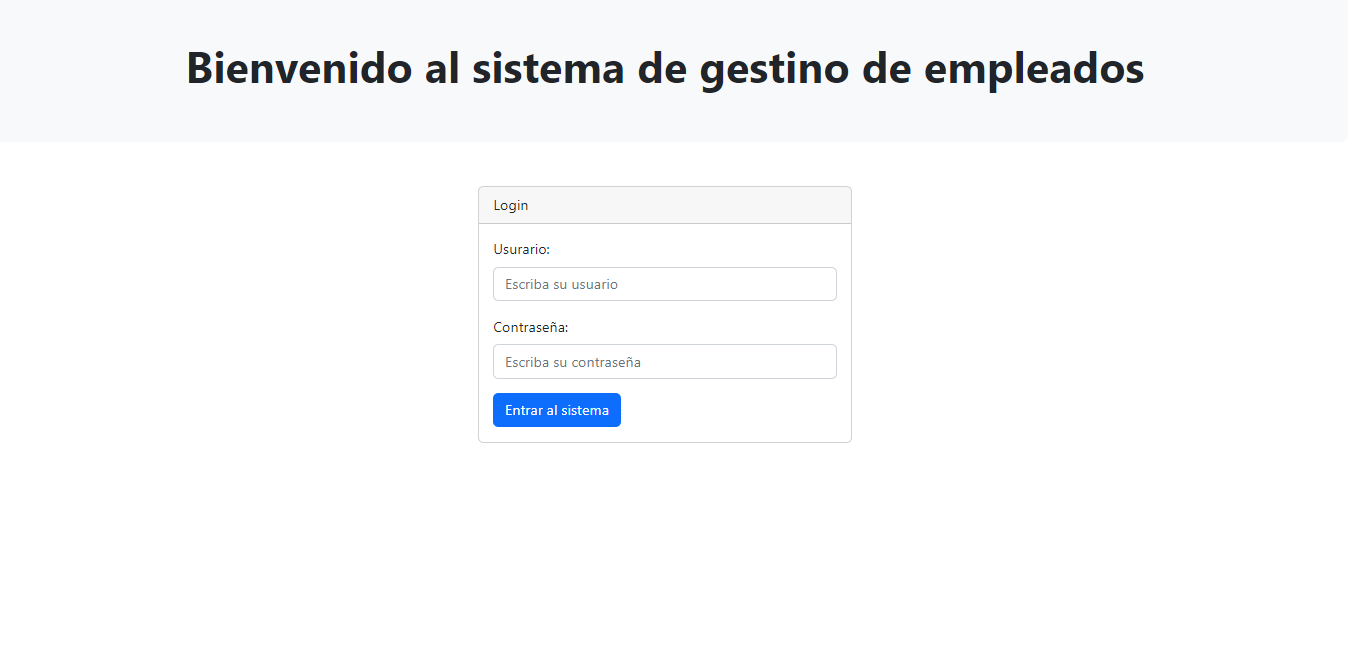 Bienvenido al sistema de gestino de empleados
Login
Usurario:
Escriba su usuario
Contraseña:
Escriba su contraseña
Entrar al sistema